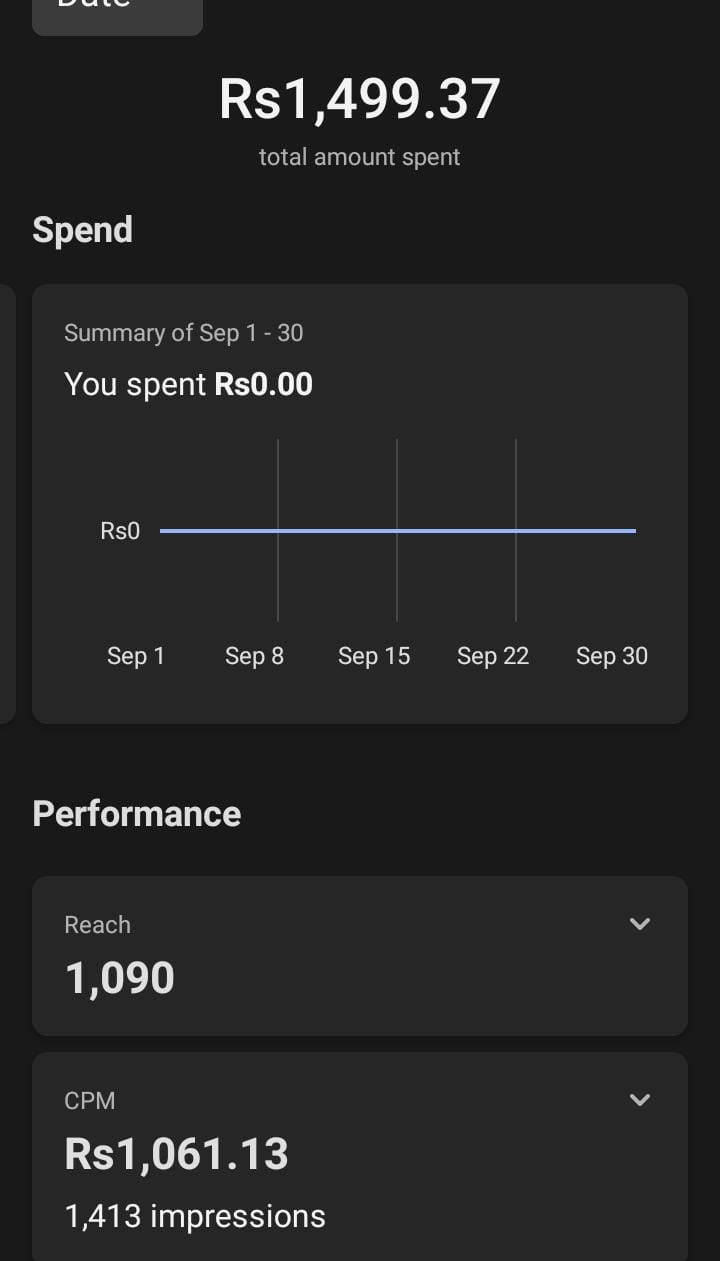 Date
Rs1,499.37
total amount spent
Spend
Summary of Sep 1 - 30
You spent Rs0.00
Rs0
Sep 1 Sep 8 Sep 15 Sep 22 Sep 30
Performance
Reach
1,090
CPM
Rs1,061.13
1,413 impressions